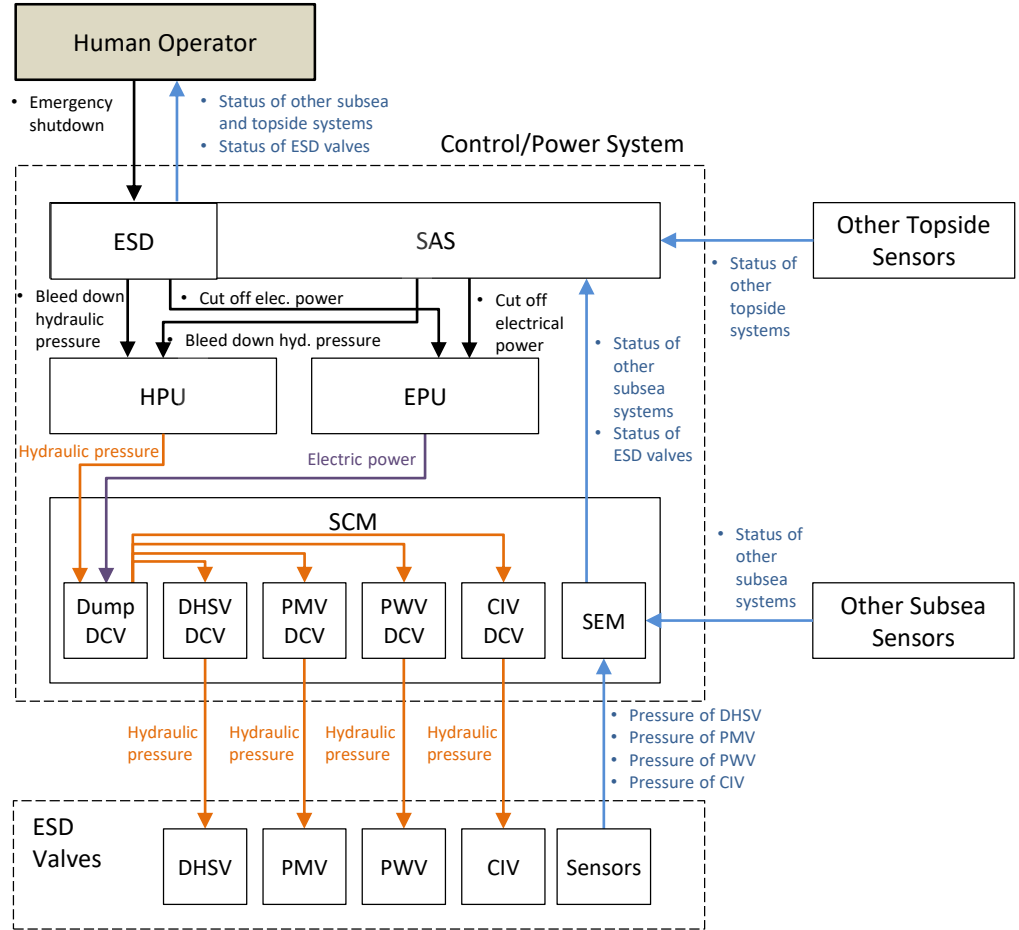 Human Operator
• Emergency
shutdown
• Status of other subsea
and topside systems
• Status of ESD valves
Control/Power System
ESD
SAS
Other Topside
Sensors
• Status of
other
topside
systems
• Bleed down
hydraulic
pressure
• Cut off elec. power
• Bleed down hyd. pressure
• Cut off
electrical
power
• Status of
other
subsea
systems
• Status of
ESD valves
HPU
EPU
Hydraulic pressure
Electric power
SCM
Dump
DCV
DHSV
DCV
PMV
DCV
PWV
DCV
CIV
DCV
SEM
• Status of
other
subsea
systems
Other Subsea
Sensors
Hydraulic
pressure
Hydraulic
pressure
Hydraulic
pressure
Hydraulic
pressure
• Pressure of DHSV
• Pressure of PMV
• Pressure of PWV
• Pressure of CIV
ESD
Valves
DHSV
PMV
PWV
CIV
Sensors